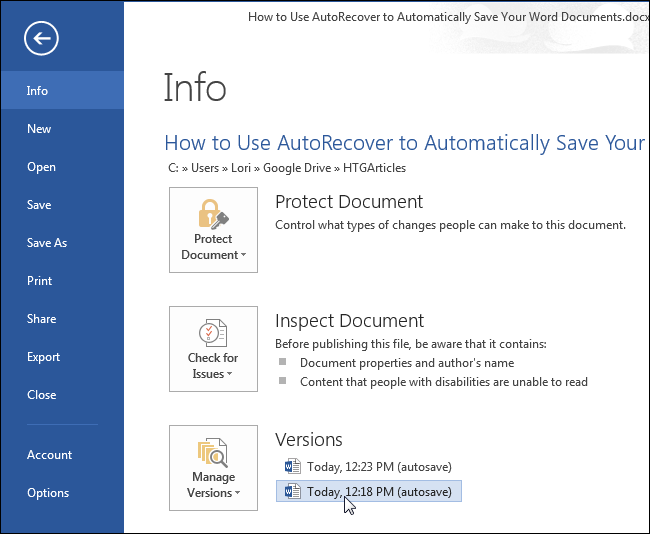 How to Use AutoRecover to Automatically Save Your Word Documents.docx
Info
New
Open
Save
Save As
Print
Share
Export
Close
Account
Options
Info
How to Use AutoRecover to Automatically Save Your
C: » Users » Lori » Google Drive » HTGArticles
Protect
Document
Protect Document
Control what types of changes people can make to this document.
Check for
Issues
Inspect Document
Before publishing this file, be aware that it contains:
Document properties and author's name
Content that people with disabilities are unable to read
Manage
Versions
Versions
Today, 12:23 PM (autosave)
Today, 12:18 PM (autosave)